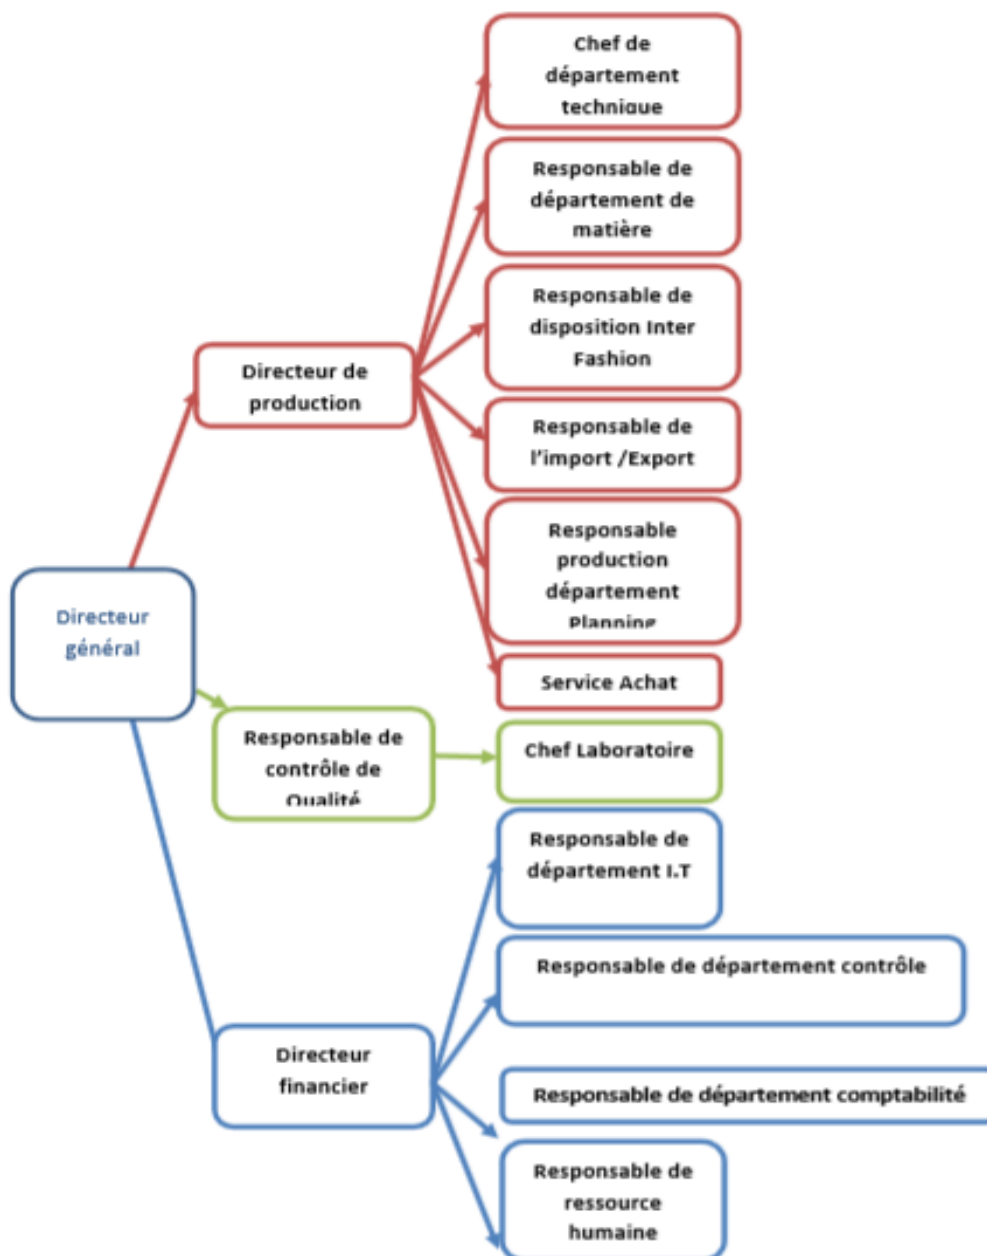 Chef de
département
technique
Responsable de
département de
matière
Responsable de
disposition Inter
Fashion
Directeur de
production
Responsable de
l'import /Export
Responsable
production
département
Planning
Directeur
général
Service Achat
Responsable de
contrôle de
Qualité
Chef Laboratoire
Responsable de
département I.T
Responsable de département contrôle
Directeur
financier
Responsable de département comptabilité
Responsable de
ressource
humaine